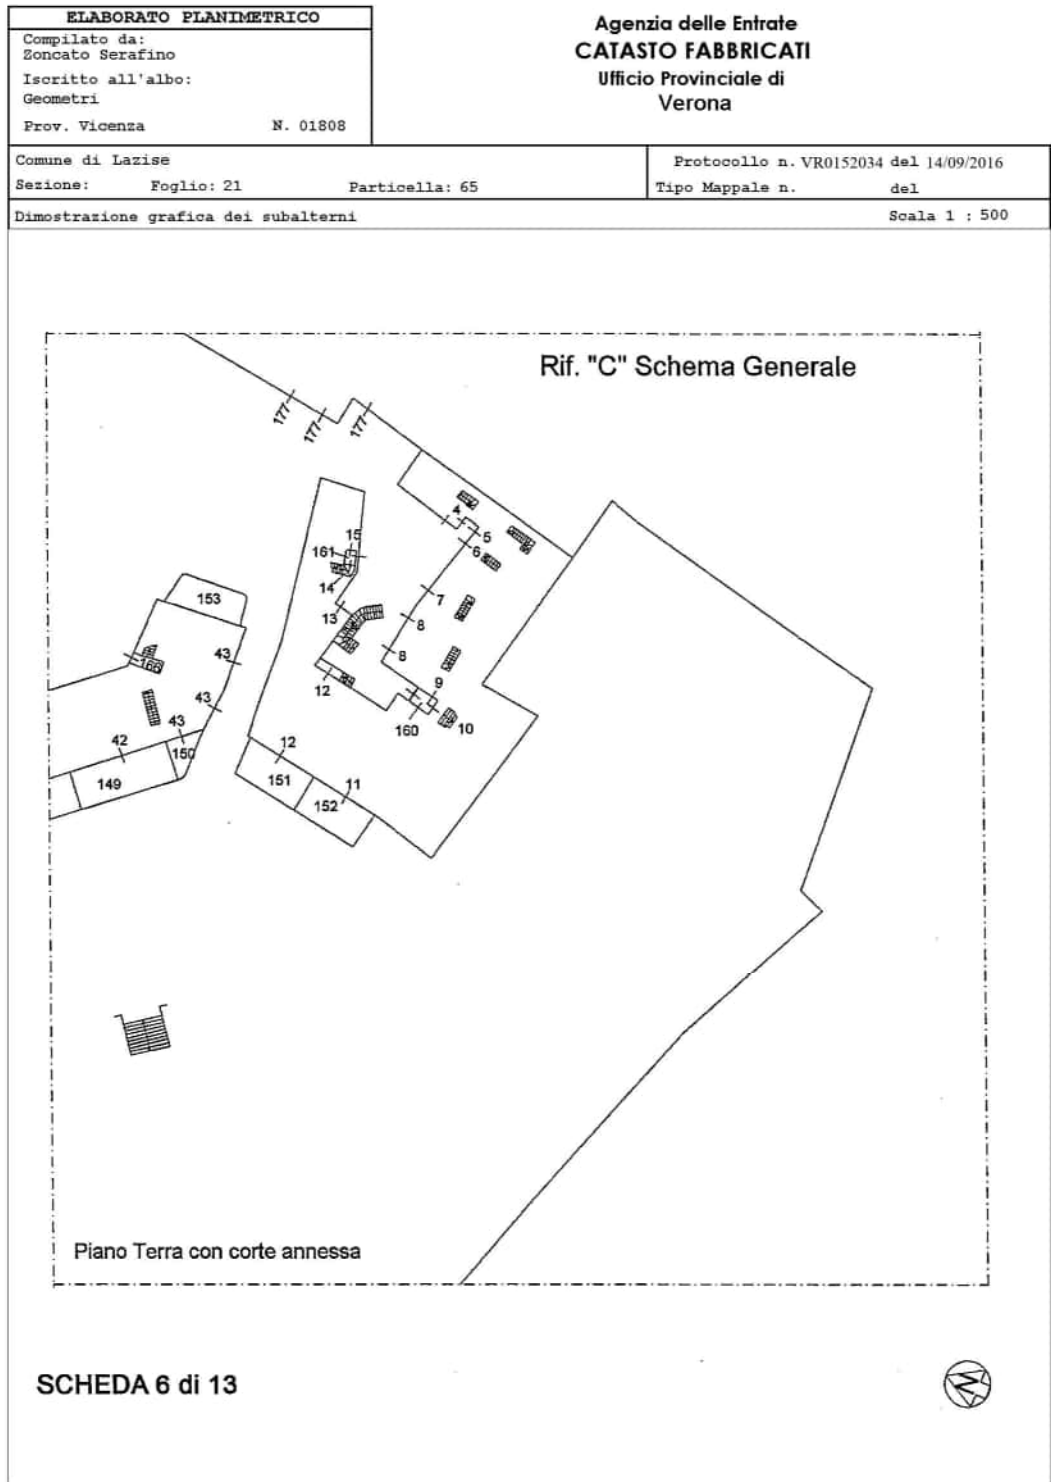 ELABORATO PLANIMETRICO
Compilato da:
Zoncato Serafino
Iscritto all'albo:
Geometri
Prov. Vicenza N. 01808
Agenzia delle Entrate
CATASTO FABBRICATI
Ufficio Provinciale di
Verona
Comune di Lazise
Sezione: Foglio: 21 Particella: 65
Protocollo n. VR0152034 del 14/09/2016
Tipo Mappale n. del
Dimostrazione grafica dei subalterni
Scala 1 : 500
Rif. "C" Schema Generale
177
177
177
4
5
6
15
161
14
13
7
8
8
9
153
43
166
12
160
10
43
43
42
150
149
12
151
11
152
Piano Terra con corte annessa
SCHEDA 6 di 13
N